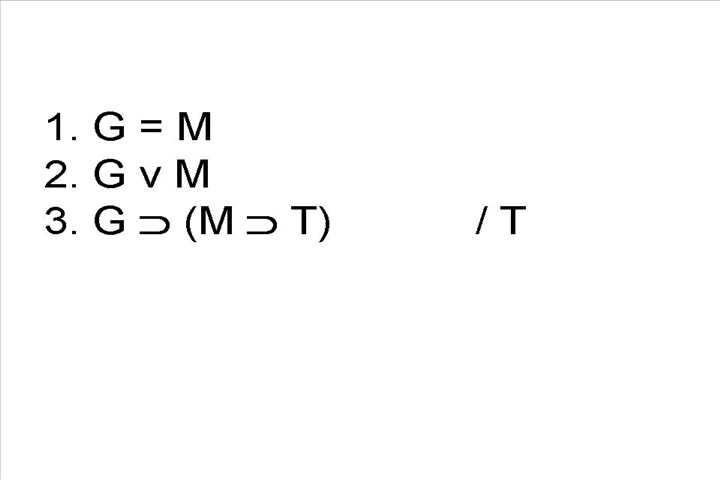 1. G = M
2. G v M
3. G ⊃ (M ⊃ T) / T